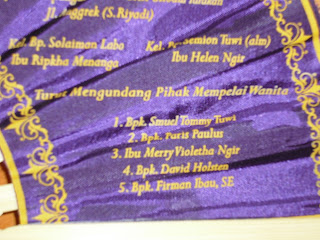 Jl. Anggrek (S.Riyadi)
Kel. Bp. Solaiman Labo
Kel. Bp. Semion Tuwi (alm)
Ibu Ripkha Menanga
Ibu Helen Ngir
Turut Mengundang Pihak Mempelai Wanita
1. Bpk. Smuel Tommy Tuwi
2. Bpk. Paris Paulus
3. Ibu Merry Violetha Ngir
4. Bpk. David Holsten
5. Bpk. Firman Ibau, SE